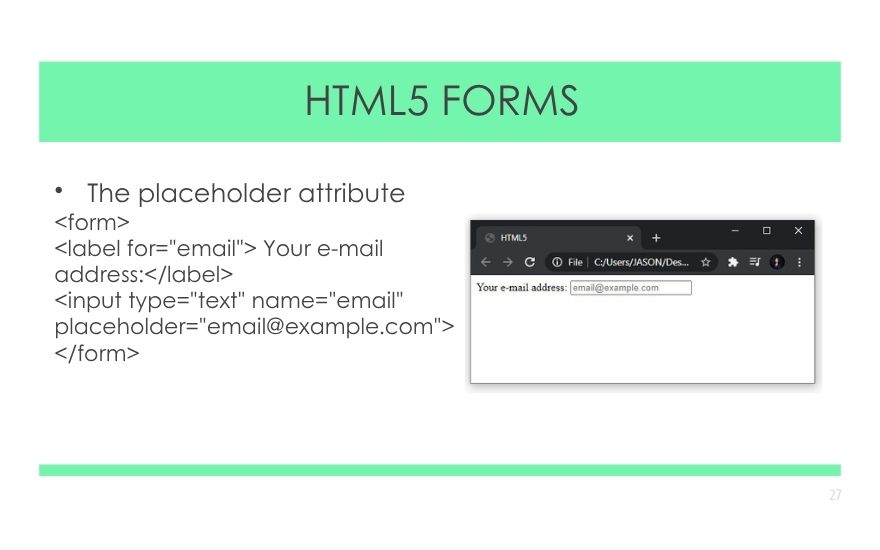 HTML5 FORMS
• The placeholder attribute
<form>
<label for="email"> Your e-mail
address:</label>
<input type="text" name="email"
placeholder="email@example.com">
</form>
HTML5
File | C:/Users/JASON/Des...
Your e-mail address: email@example.com
27